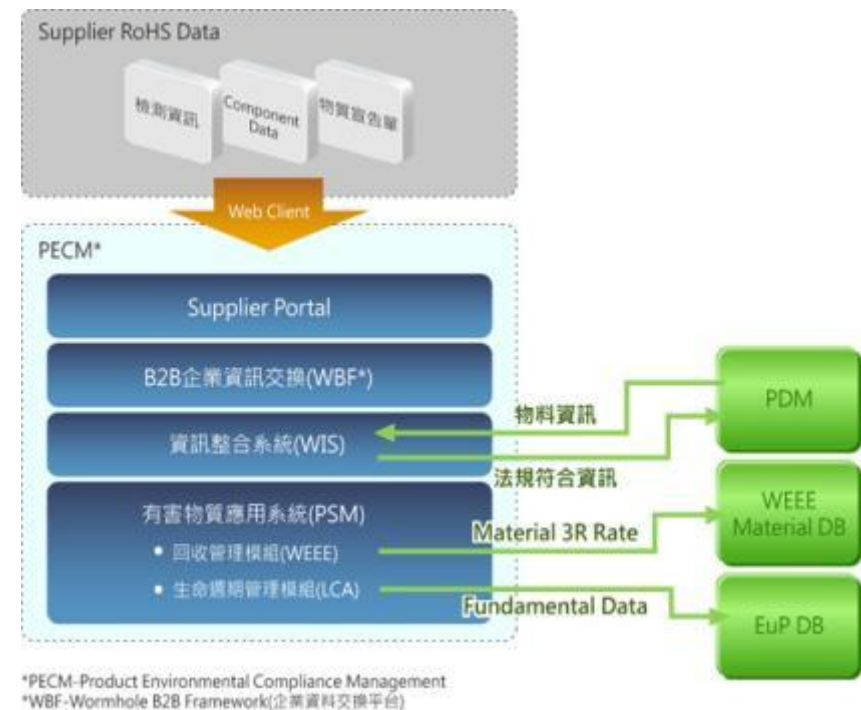 Supplier RoHS Data
檢測資訊
Component
Data
物質宣告單
Web Client
PECM*
Supplier Portal
B2B企業資訊交換(WBF*)
資訊整合系統(WIS)
有害物質應用系統(PSM)
• 回收管理模組(WEEE)
• 生命週期管理模組(LCA)
物料資訊
法規符合資訊
Material 3R Rate
Fundamental Data
PDM
WEEE
Material DB
EuP DB
*PECM-Product Environmental Compliance Management
*WBF-Wormhole B2B Framework(企業資料交換平台)